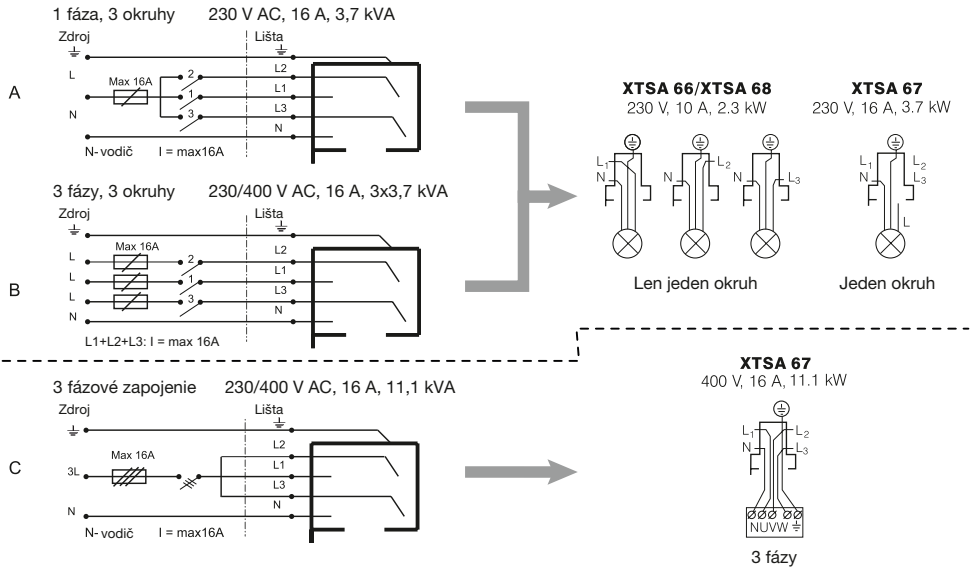 1 fáza, 3 okruhy 230 V AC, 16 A, 3,7 kVA
Zdroj Lišta
A
L
N
Max 16A
2
1
3
L2
L1
L3
N
N- vodič I = max16A
3 fázy, 3 okruhy 230/400 V AC, 16 A, 3x3,7 kVA
Zdroj Lišta
B
L
L
L
N
Max 16A
2
1
3
L2
L1
L3
N
L1+L2+L3: I = max 16A
XTSA 66/XTSA 68
230 V, 10 A, 2.3 kW
L1
N
N
L2
N
L3
Len jeden okruh
XTSA 67
230 V, 16 A, 3.7 kW
L1
N
L2
L3
L
Jeden okruh
3 fázové zapojenie 230/400 V AC, 16 A, 11,1 kVA
Zdroj Lišta
C
3L
N
Max 16A
L2
L1
L3
N
N- vodič I = max16A
XTSA 67
400 V, 16 A, 11.1 kW
L1
N
L2
L3
NUVW
3 fázy